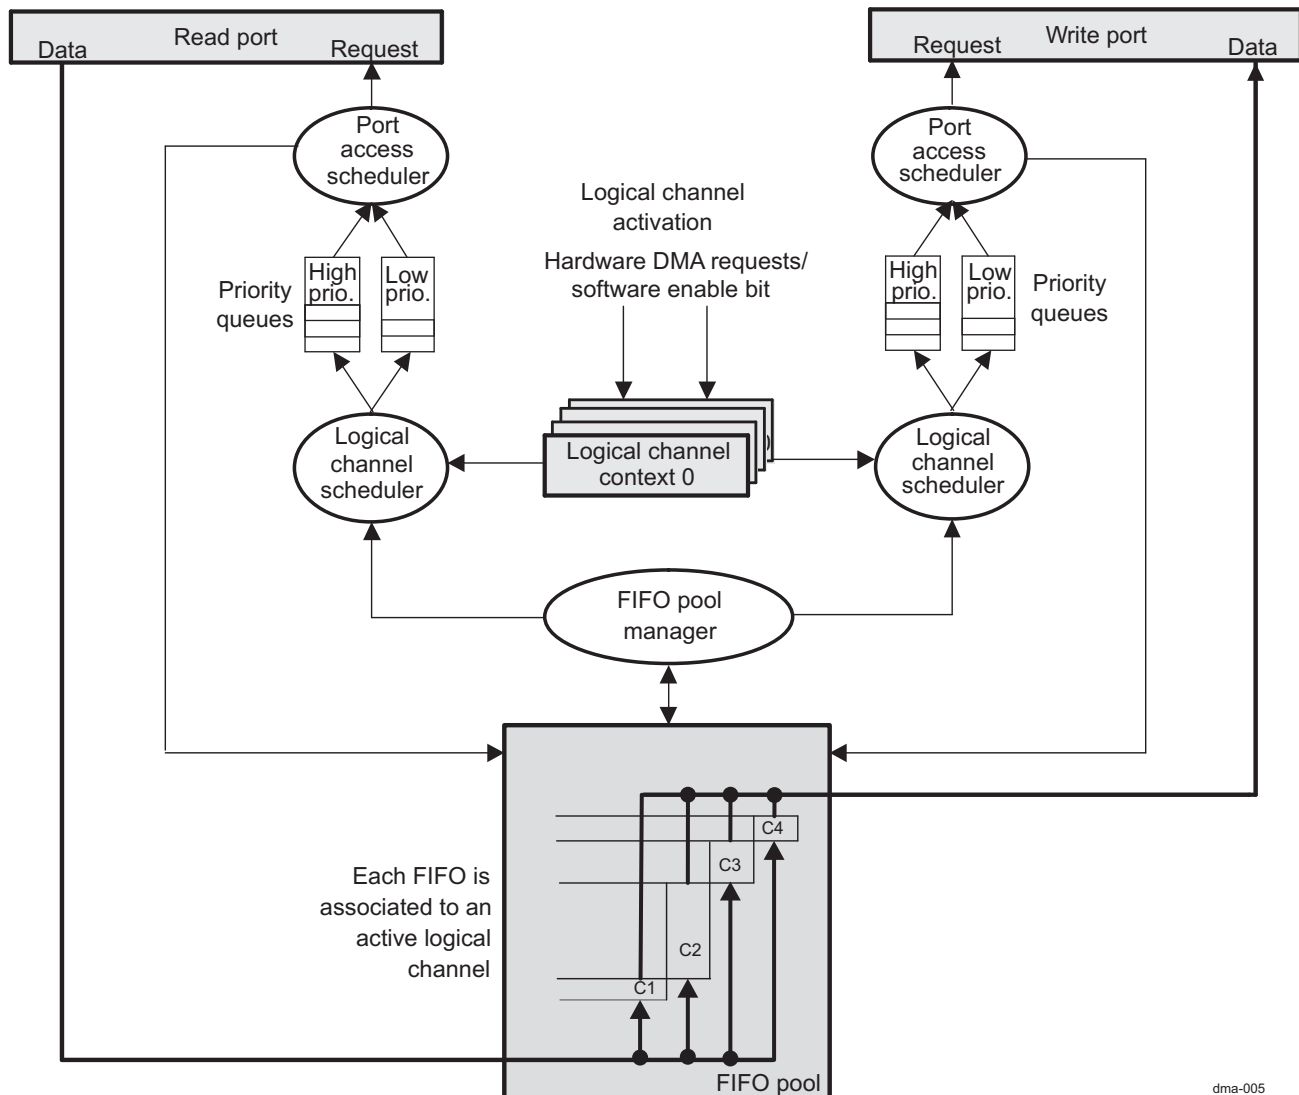 Read port
Data
Request
Write port
Request
Data
Port
access
scheduler
Port
access
scheduler
Logical channel
activation
Hardware DMA requests/
software enable bit
Priority
queues
High
prio.
Low
prio.
High
prio.
Low
prio.
Priority
queues
Logical
channel
scheduler
Logical channel
context 0
Logical
channel
scheduler
FIFO pool
manager
Each FIFO is
associated to an
active logical
channel
C4
C3
C2
C1
FIFO pool
dma-005